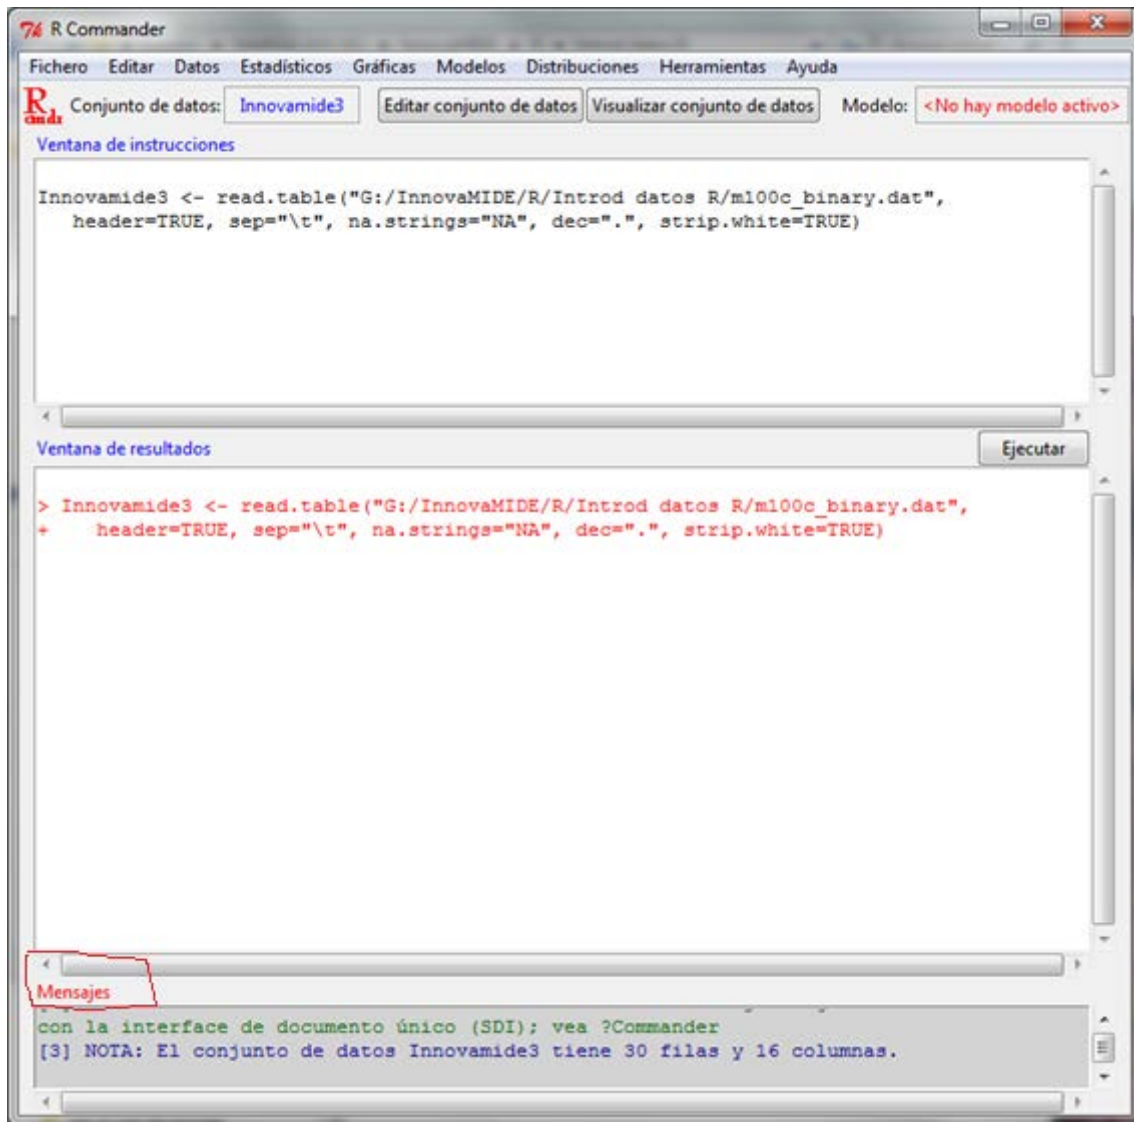 R Commander
Fichero Editar Datos Estadísticos Gráficas Modelos Distribuciones Herramientas Ayuda
R cmdr Conjunto de datos: Innovamide3 Editar conjunto de datos Visualizar conjunto de datos Modelo: <No hay modelo activo>
Ventana de instrucciones
Innovamide3 <- read.table("G:/InnovaMIDE/R/Introd datos R/m100c_binary.dat",
header=TRUE, sep="\t", na.strings="NA", dec=".", strip.white=TRUE)
Ventana de resultados Ejecutar
> Innovamide3 <- read.table("G:/InnovaMIDE/R/Introd datos R/m100c_binary.dat",
+ header=TRUE, sep="\t", na.strings="NA", dec=".", strip.white=TRUE)
Mensajes
con la interface de documento único (SDI); vea ?Commander
[3] NOTA: El conjunto de datos Innovamide3 tiene 30 filas y 16 columnas.